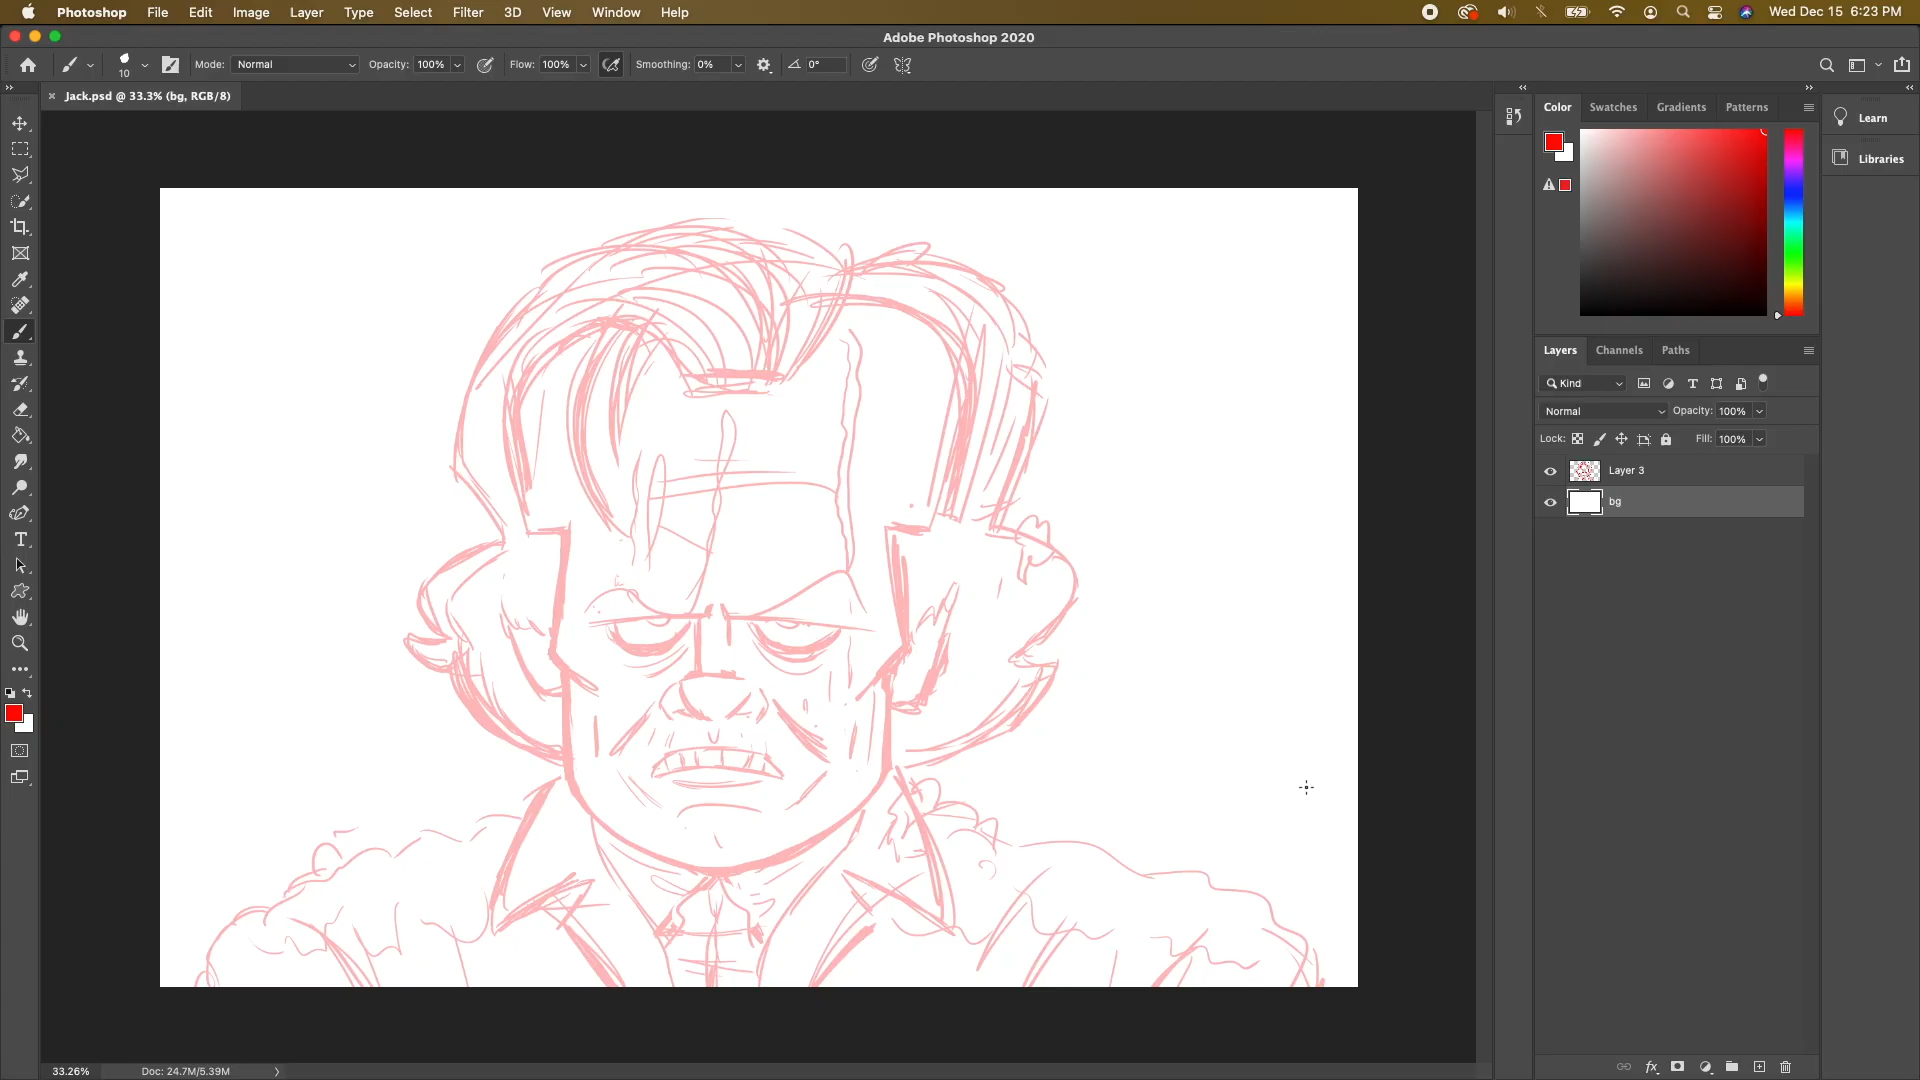 Photoshop File Edit Image Layer Type Select Filter 3D View Window Help Wed Dec 15 6:23 PM
Adobe Photoshop 2020
10 Mode: Normal Opacity: 100% Flow: 100% Smoothing: 0% 0°
Jack.psd @ 33.3% (bg, RGB/8)
Color Swatches Gradients Patterns
Learn
Libraries
Layers Channels Paths
Kind
Normal Opacity: 100%
Lock: Fill: 100%
Layer 3
bg
33.26% Doc: 24.7M/5.39M